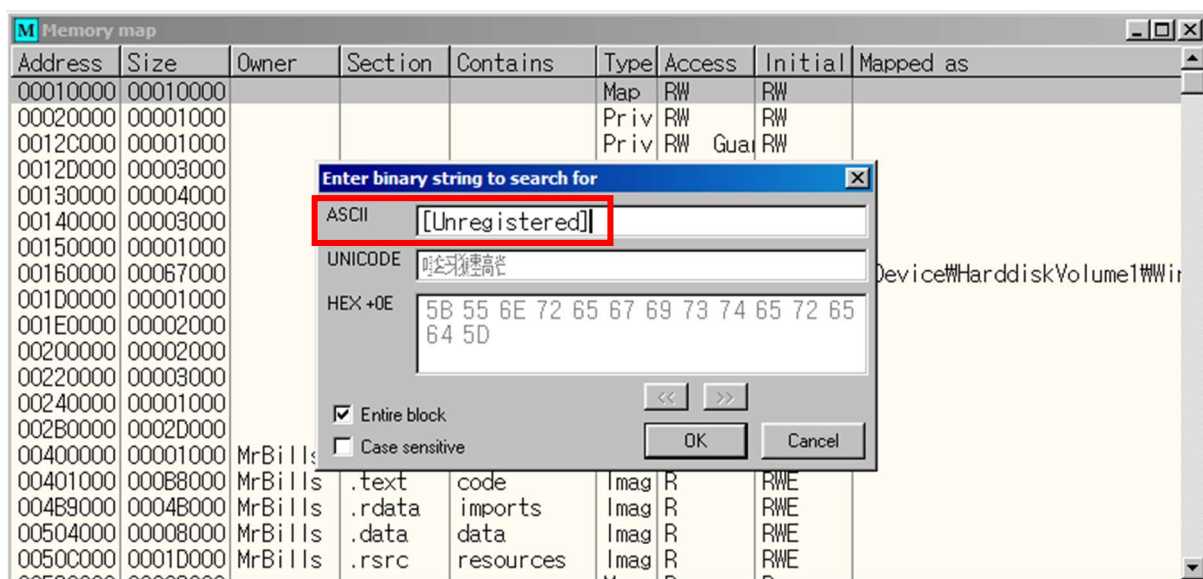 M Memory map
Address Size Owner Section Contains Type Access Initial Mapped as
00010000 00010000 Map RW RW
00020000 00001000 Priv RW RW
0012C000 00001000 Priv RW Gua RW
0012D000 00003000
00130000 00004000
00140000 00003000
00150000 00001000
00160000 00067000 Device₩HarddiskVolume1₩Wi
001D0000 00001000
001E0000 00002000
00200000 00002000
00220000 00003000
00240000 00001000
002B0000 0002D000
00400000 00001000 MrBills
00401000 000B8000 MrBills .text code Imag R RWE
004B9000 0004B000 MrBills .rdata imports Imag R RWE
00504000 00008000 MrBills .data data Imag R RWE
0050C000 0001D000 MrBills .rsrc resources Imag R RWE
Enter binary string to search for
ASCII [Unregistered]
UNICODE
HEX +0E 5B 55 6E 72 65 67 69 73 74 65 72 65
64 5D
<< >>
Entire block
Case sensitive
OK Cancel